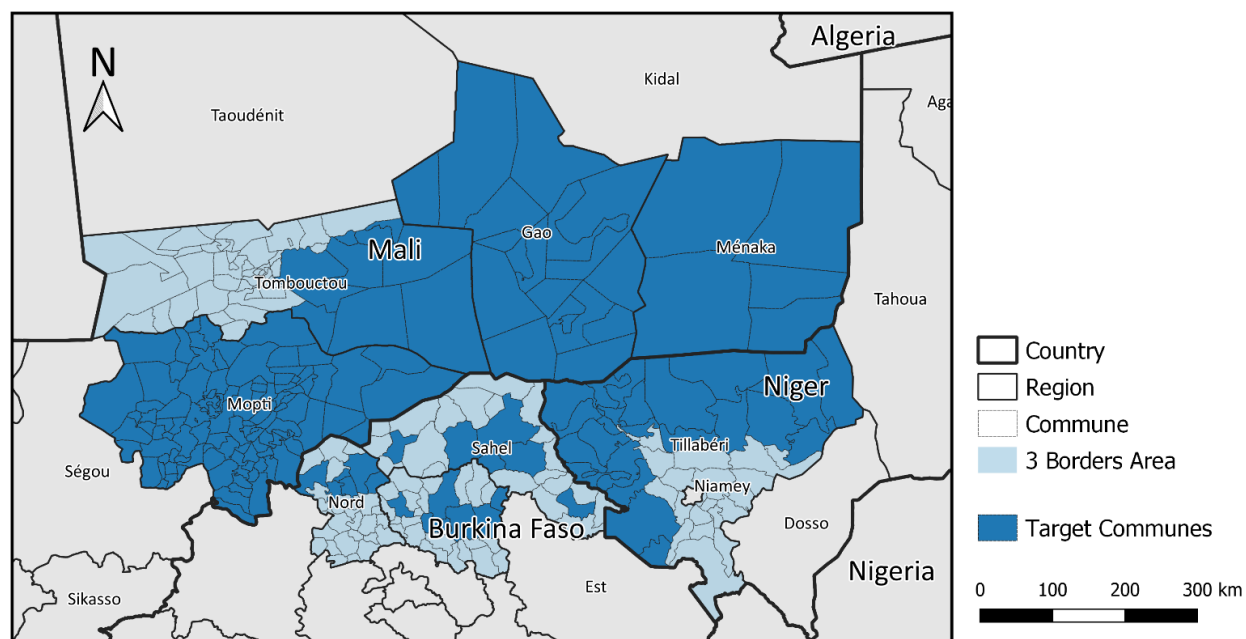 Algeria
N
Kidal
Aga
Taoudénit
Gao
Mali
Ménaka
Tombouctou
Tahoua
Niger
Mopti
Tillabéri
Sahel
Ségou
Niamey
Nord
Burkina Faso
Dosso
Nigeria
Est
Sikasso
Country
Region
Commune
3 Borders Area
Target Communes
0 100 200 300 km